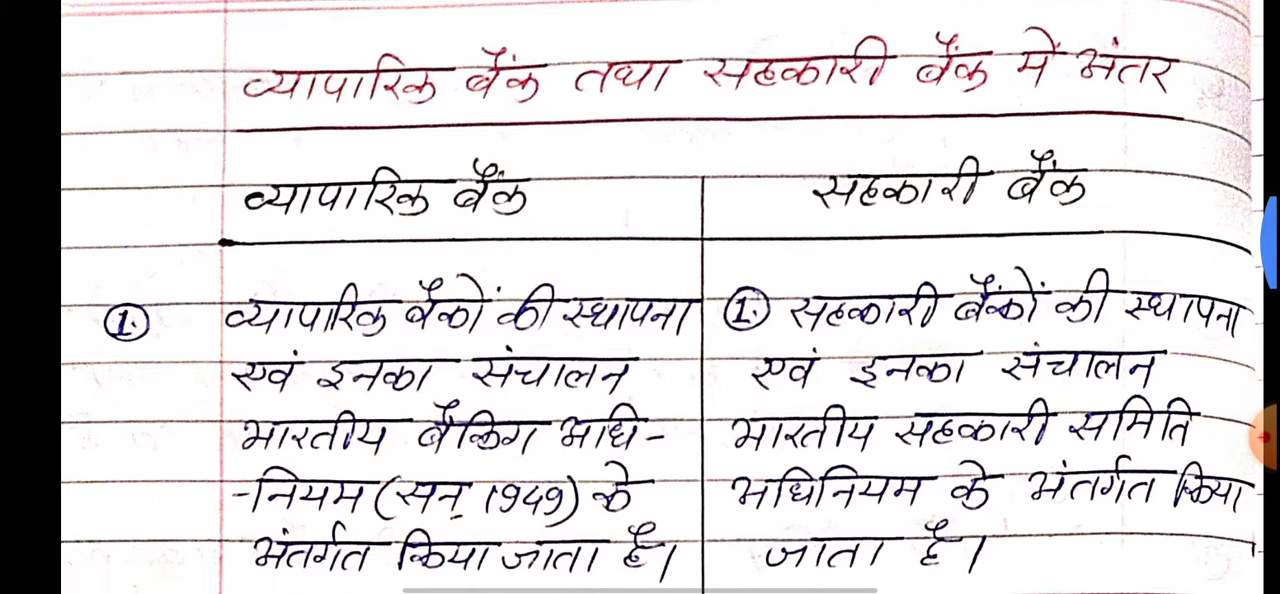 व्यापारिक बैंक तथा सहकारी बैंक में अंतर
व्यापारिक बैंक
सहकारी बैंक
1. व्यापारिक बैंकों की स्थापना
एवं इनका संचालन
भारतीय बैंकिंग अधि-
-नियम (सन् 1949) के
अंतर्गत किया जाता है।
1. सहकारी बैंकों की स्थापना
एवं इनका संचालन
भारतीय सहकारी समिति
अधिनियम के अंतर्गत किया
जाता है।